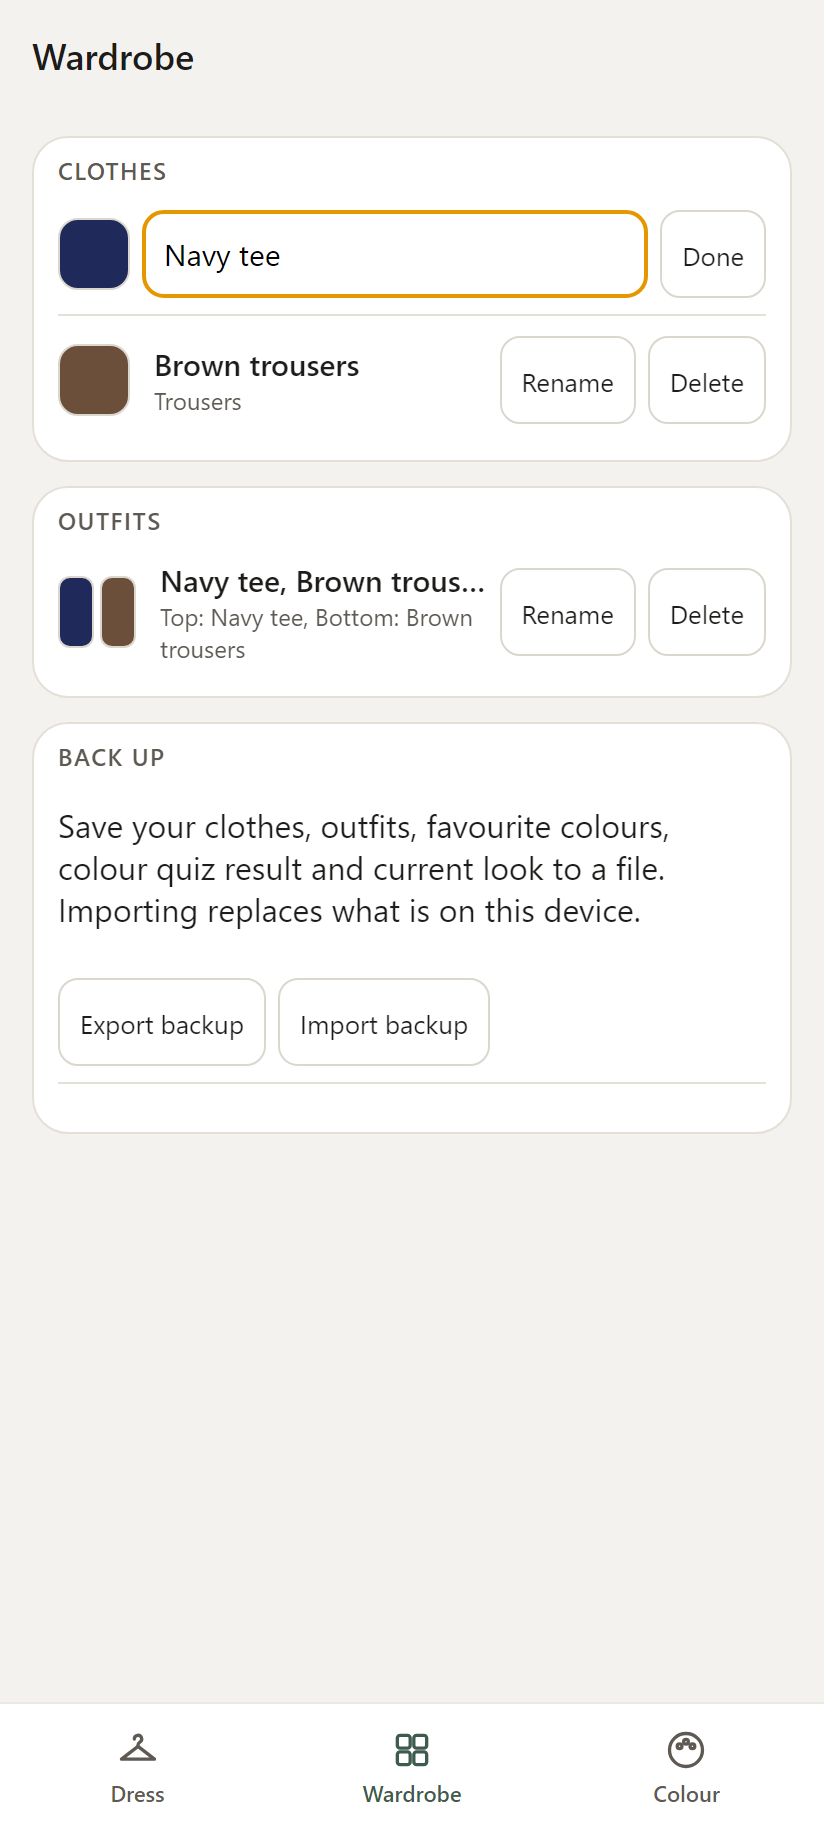 Wardrobe
CLOTHES
Navy tee
Done
Brown trousers
Trousers
Rename
Delete
OUTFITS
Navy tee, Brown trous...
Top: Navy tee, Bottom: Brown
trousers
Rename
Delete
BACK UP
Save your clothes, outfits, favourite colours,
colour quiz result and current look to a file.
Importing replaces what is on this device.
Export backup
Import backup
Dress
Wardrobe
Colour